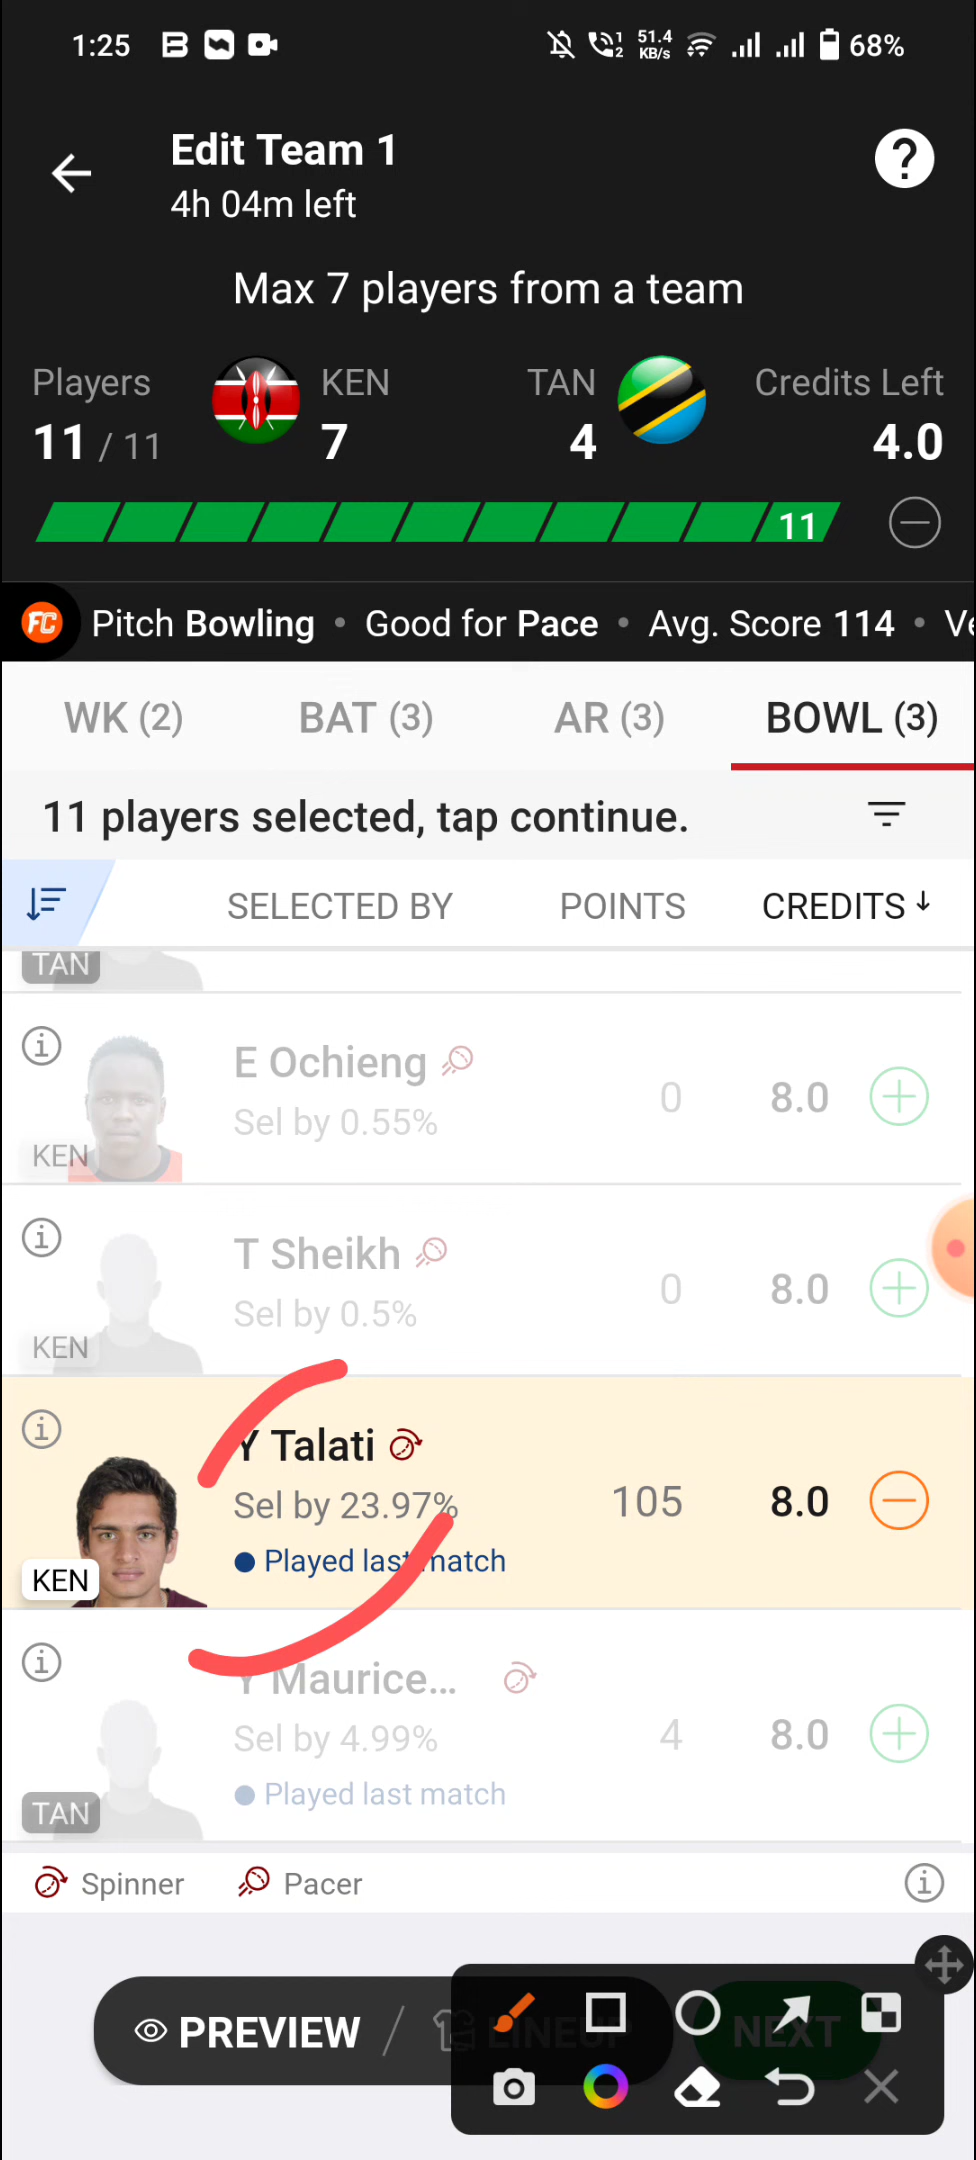 1:25
51.4
KB/s
68%
Edit Team 1
4h 04m left
?
Max 7 players from a team
Players
KEN
TAN
Credits Left
11 / 11
7
4
4.0
11
FC
Pitch Bowling • Good for Pace • Avg. Score 114 •
WK (2)
BAT (3)
AR (3)
BOWL (3)
11 players selected, tap continue.
SELECTED BY
POINTS
CREDITS ↓
TAN
E Ochieng
Sel by 0.55%
0
8.0
KEN
T Sheikh
Sel by 0.5%
0
8.0
KEN
Y Talati
Sel by 23.97%
105
8.0
Played last match
KEN
Y Maurice...
Sel by 4.99%
4
8.0
Played last match
TAN
Spinner
Pacer
PREVIEW / LINEUP
NEXT